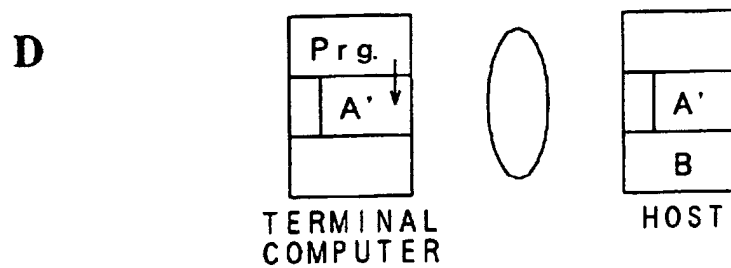 D
Prg.
A'
A'
B
TERMINAL
COMPUTER
HOST